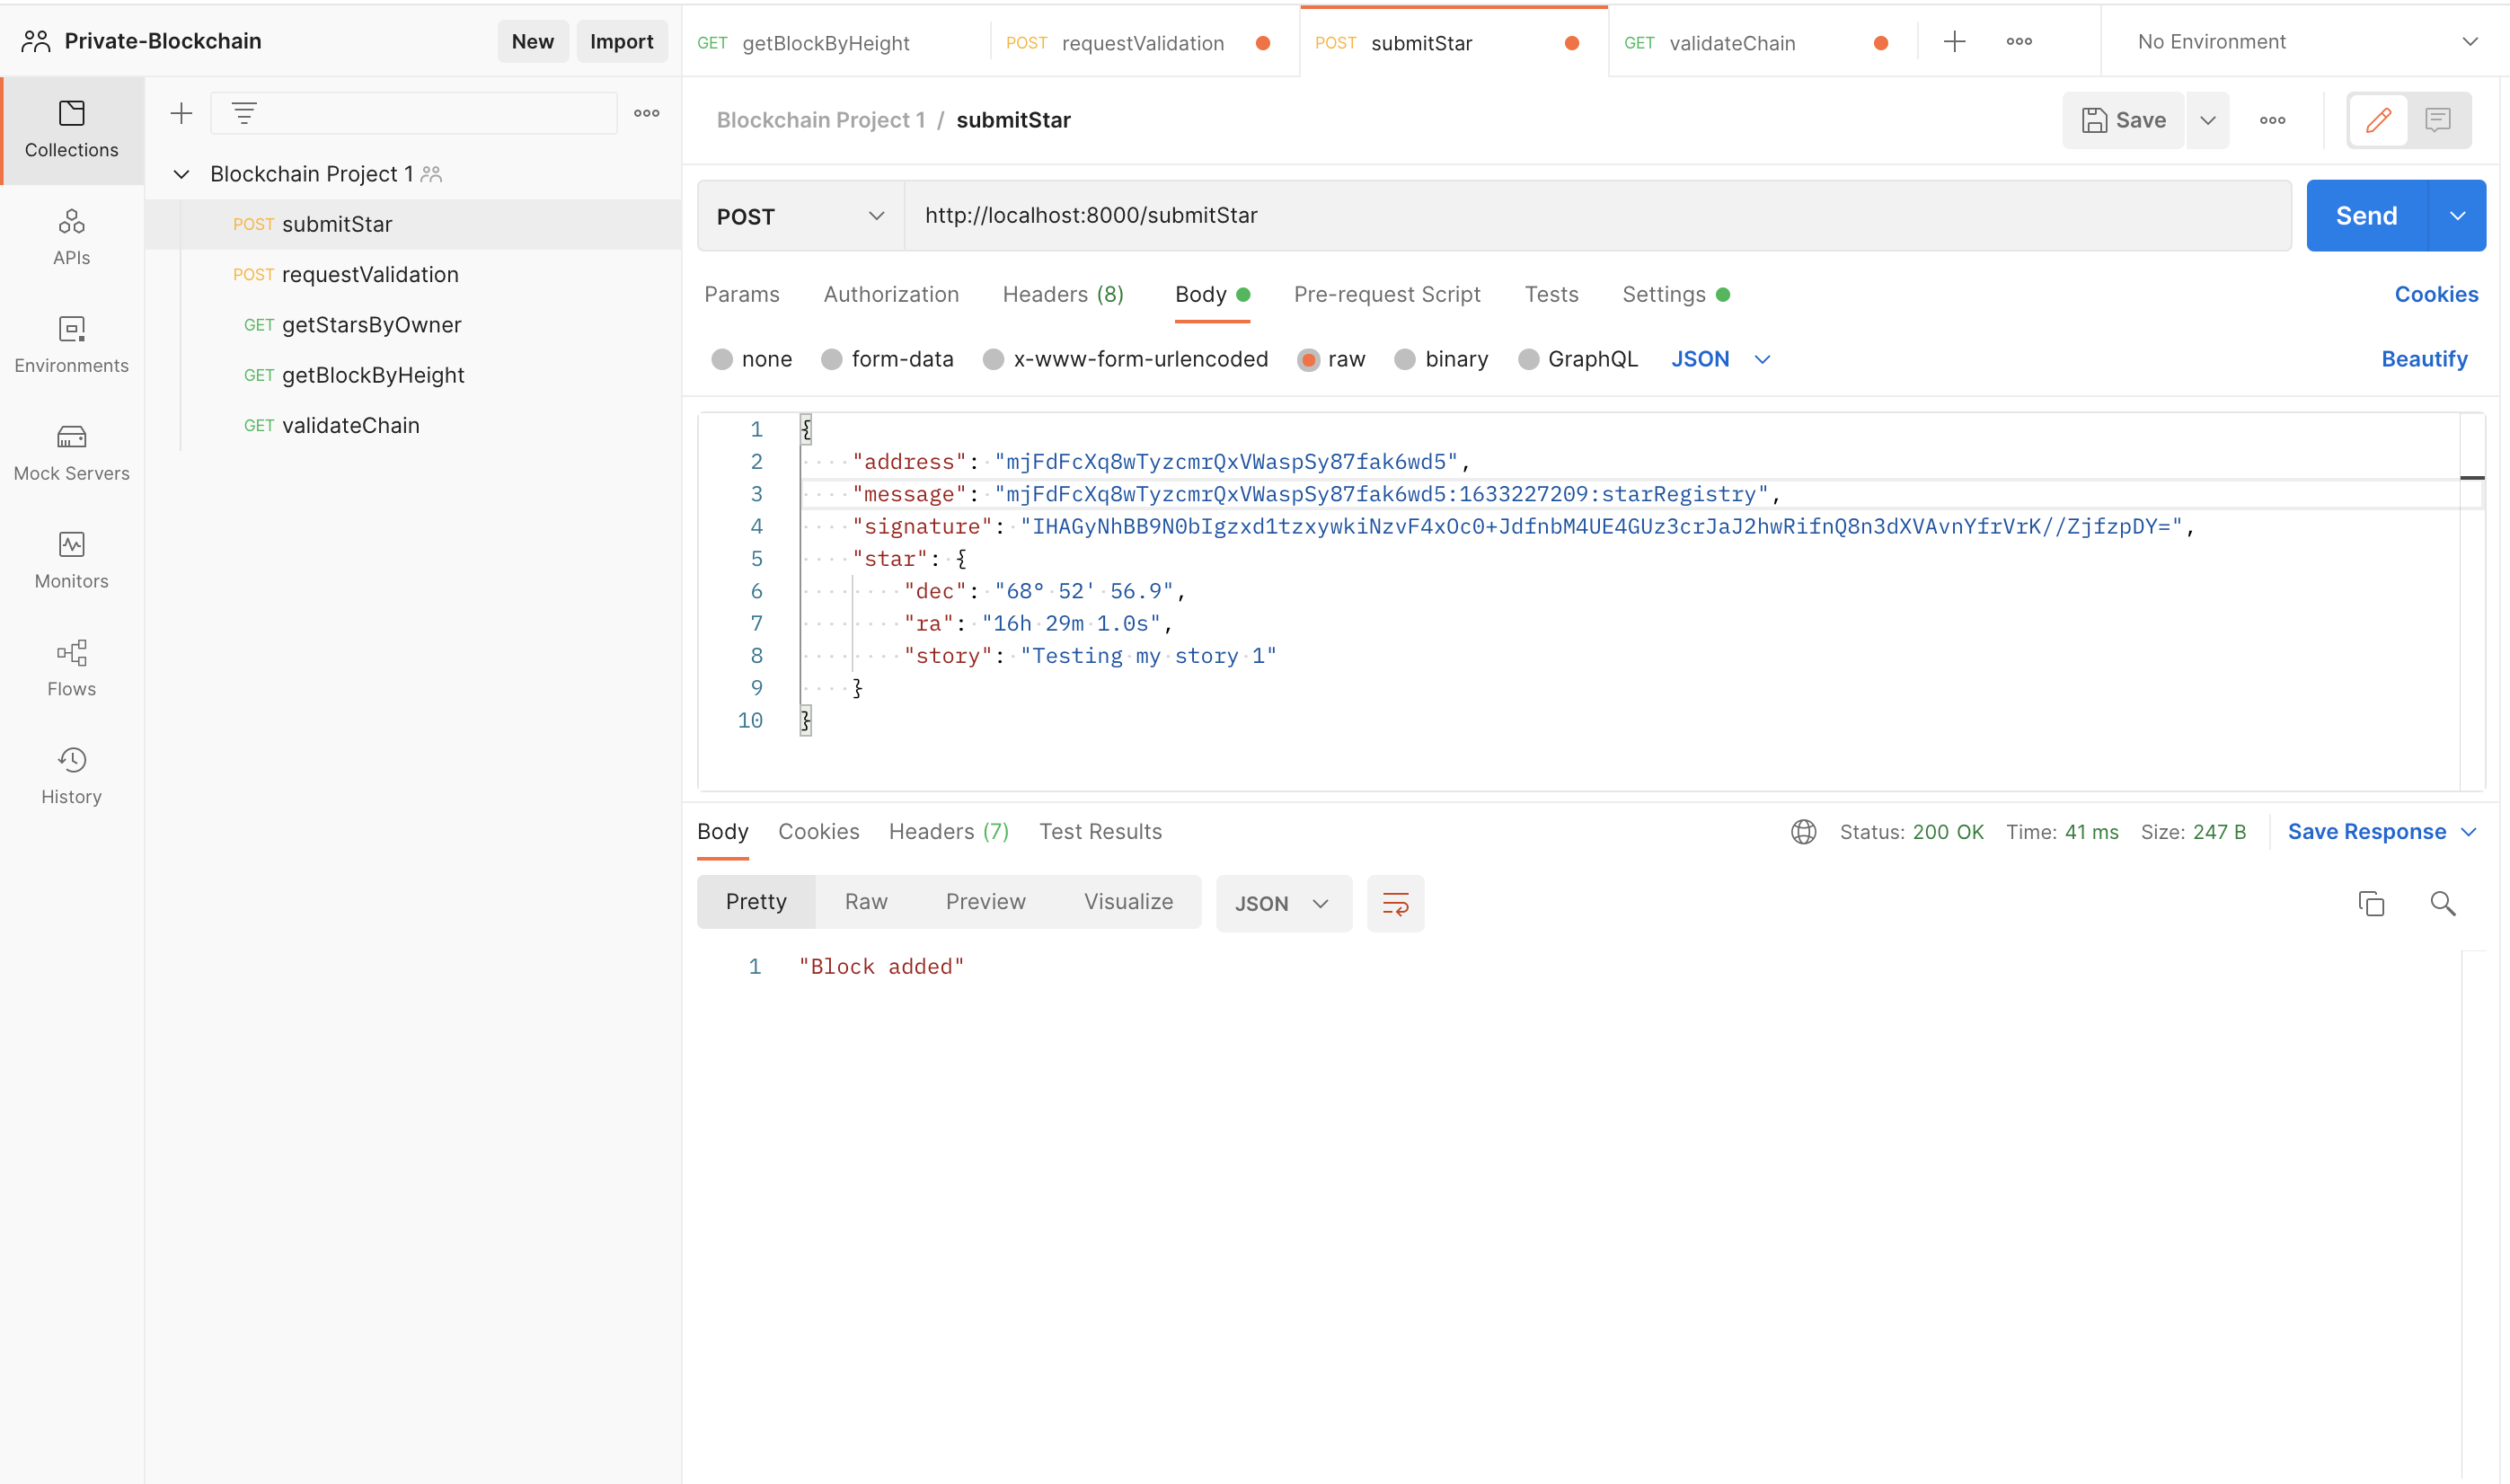 Private-Blockchain
New
Import
GET getBlockByHeight
POST requestValidation
POST submitStar
GET validateChain
No Environment
Collections
APIs
Environments
Mock Servers
Monitors
Flows
History
Blockchain Project 1
POST submitStar
POST requestValidation
GET getStarsByOwner
GET getBlockByHeight
GET validateChain
Blockchain Project 1 / submitStar
Save
POST
http://localhost:8000/submitStar
Send
Params Authorization Headers (8) Body Pre-request Script Tests Settings Cookies
none form-data x-www-form-urlencoded raw binary GraphQL JSON Beautify
1 {
2 "address": "mjFdFcXq8wTyzcmrQxVWaspSy87fak6wd5",
3 "message": "mjFdFcXq8wTyzcmrQxVWaspSy87fak6wd5:1633227209:starRegistry",
4 "signature": "IHAGyNhBB9N0bIgzxd1tzxywkiNzvF4xOc0+JdfnbM4UE4GUz3crJaJ2hwRifnQ8n3dXVAvnYfrVrK//ZjfzpDY=",
5 "star": {
6 "dec": "68° 52' 56.9",
7 "ra": "16h 29m 1.0s",
8 "story": "Testing my story 1"
9 }
10 }
Body Cookies Headers (7) Test Results
Status: 200 OK Time: 41 ms Size: 247 B Save Response
Pretty Raw Preview Visualize JSON
1 "Block added"